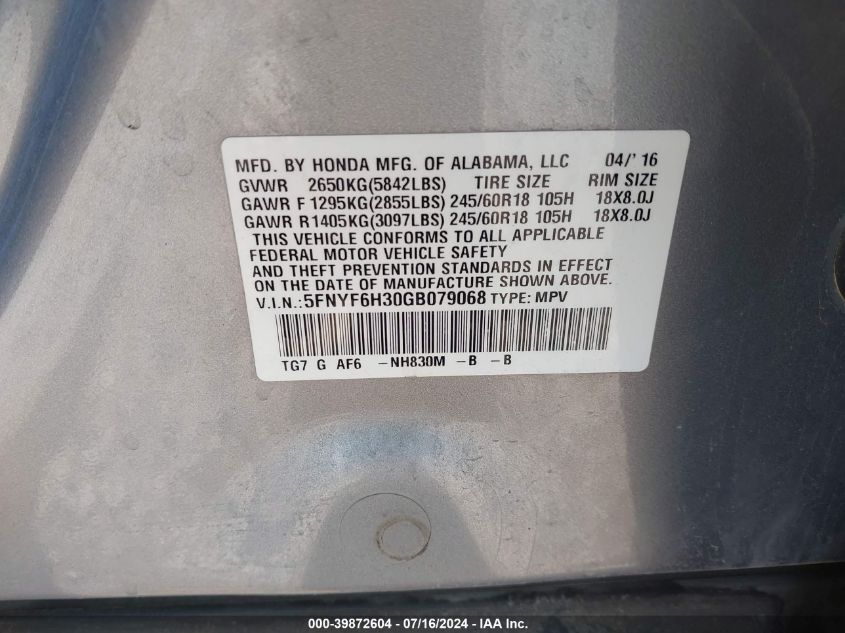 MFD. BY HONDA MFG. OF ALABAMA, LLC 04/' 16
GVWR 2650KG(5842LBS) TIRE SIZE RIM SIZE
GAWR F 1295KG(2855LBS) 245/60R18 105H 18X8.0J
GAWR R1405KG(3097LBS) 245/60R18 105H 18X8.0J
THIS VEHICLE CONFORMS TO ALL APPLICABLE
FEDERAL MOTOR VEHICLE SAFETY
AND THEFT PREVENTION STANDARDS IN EFFECT
ON THE DATE OF MANUFACTURE SHOWN ABOVE.
V.I.N.:5FNYF6H30GB079068 TYPE: MPV
TG7 G AF6 -NH830M -B -B
000-39872604 - 07/16/2024 - IAA Inc.